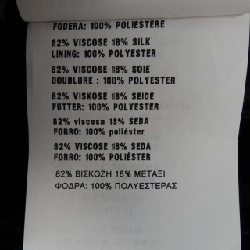 FODERA: 100% POLIESTERE
82% VISCOSE 18% SILK
LINING: 100% POLYESTER
82% VISCOSE 18% SOIE
DOUBLURE : 100% POLYESTER
82% VISKOSE 18% SEIDE
FUTTER: 100% POLYESTER
82% viscosa 18% SEDA
FORRO: 100% poliéster
82% VISCOSE 18% SEDA
FORRO: 100% POLIÉSTER
82% ΒΙΣΚΟΖΗ 18% ΜΕΤΑΞΙ
ΦΟΔΡΑ: 100% ΠΟΛΥΕΣΤΕΡΑΣ